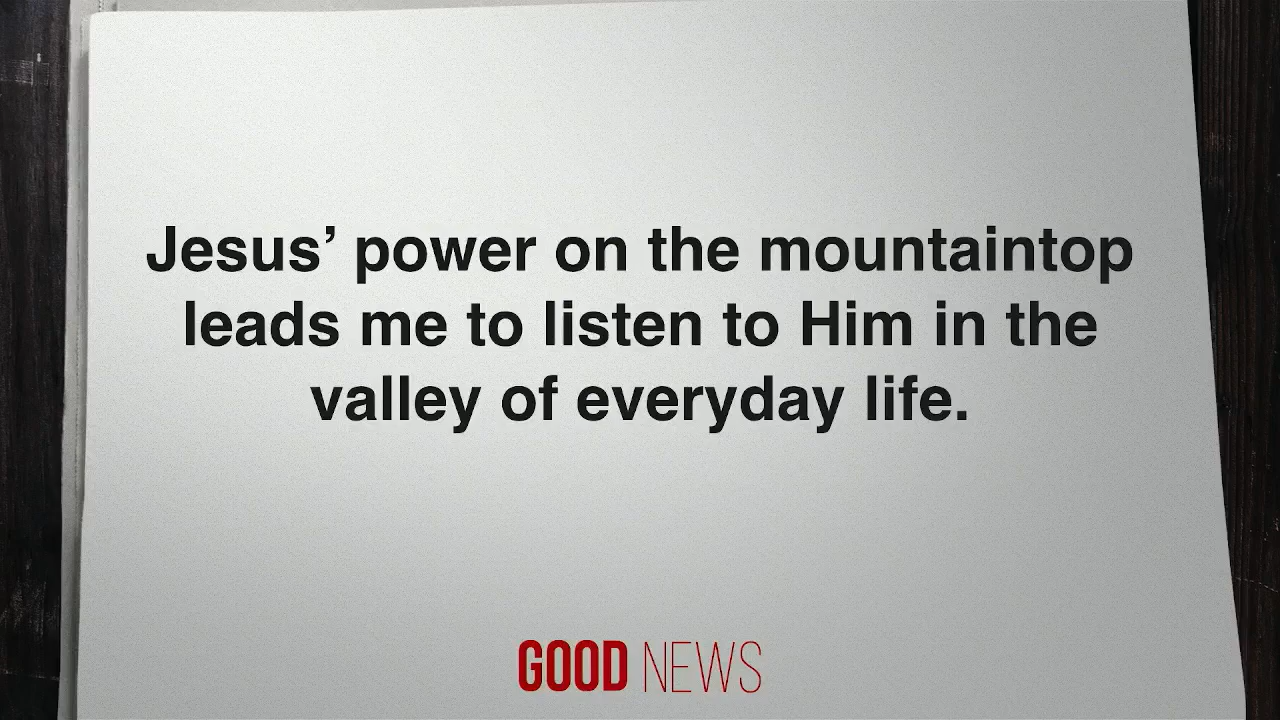 Jesus’ power on the mountaintop
leads me to listen to Him in the
valley of everyday life.
GOOD NEWS